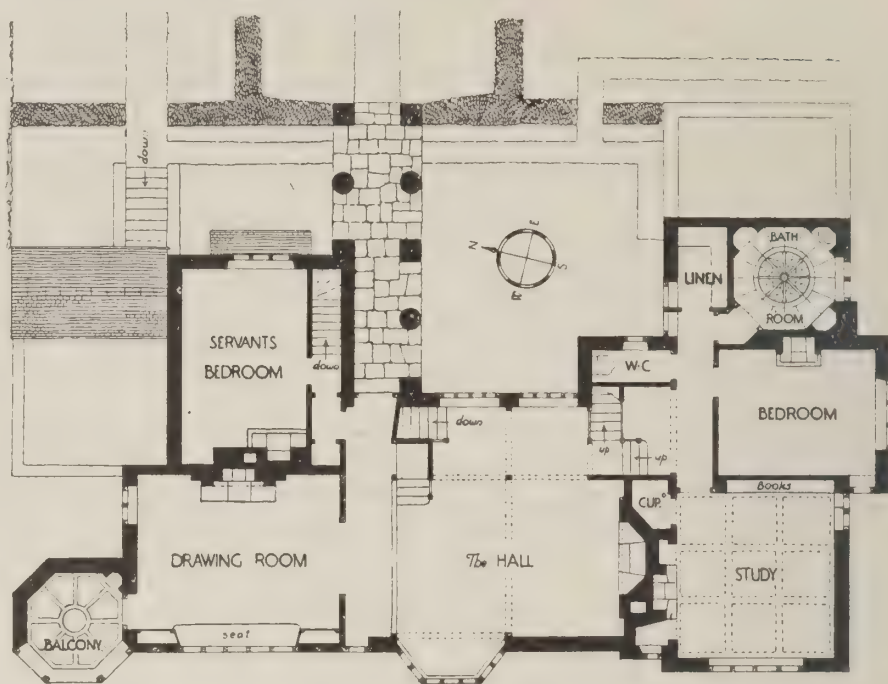 down
N
E
S
W
BATH
ROOM
LINEN
SERVANTS
BEDROOM
down
W·C
BEDROOM
down
up
up
Books
CUPD
DRAWING ROOM
The HALL
STUDY
seat
BALCONY